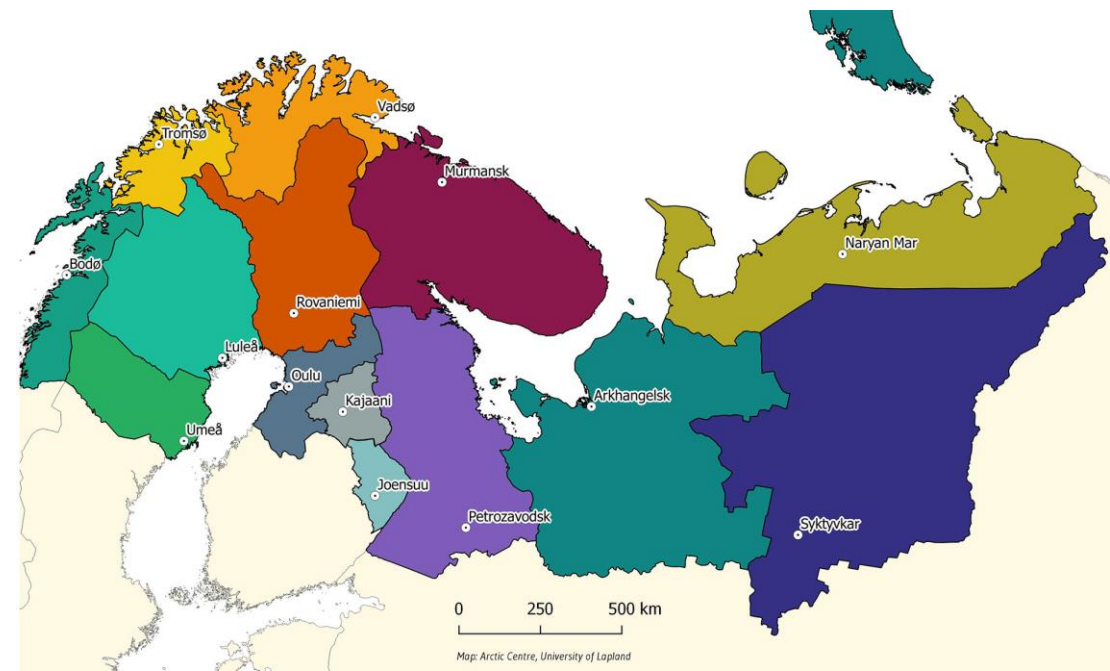 Vadsø
Tromsø
Murmansk
Naryan Mar
Bodø
Rovaniemi
Luleå
Oulu
Arkhangelsk
Kajaani
Umeå
Joensuu
Petrozavodsk
Syktyvkar
0 250 500 km
Map: Arctic Centre, University of Lapland